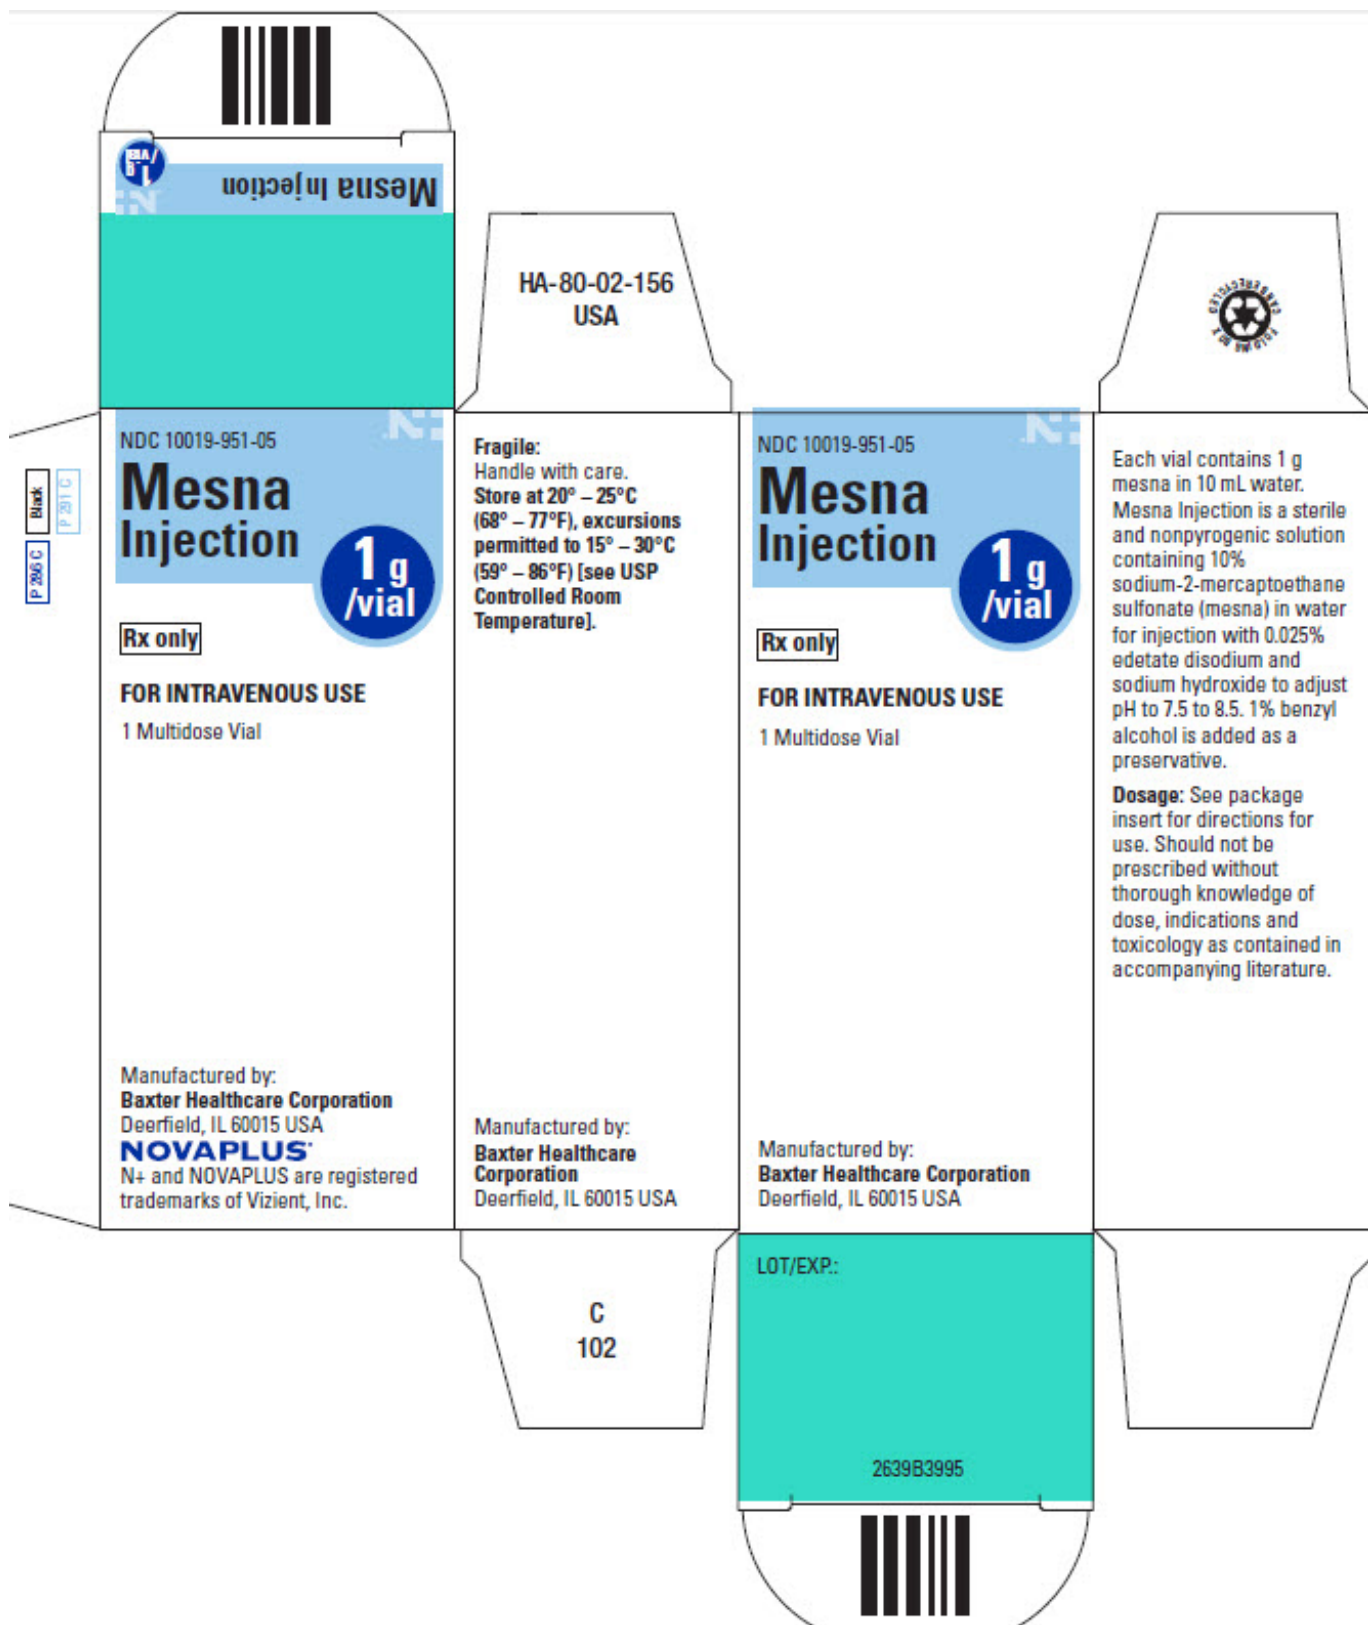 Mesna Injection
1 g
/vial
HA-80-02-156
USA
FOLDING BOX
CAN BE RECYCLED
Black
P 291 C
P 286 C
NDC 10019-951-05
Mesna
Injection
1 g
/vial
Rx only
FOR INTRAVENOUS USE
1 Multidose Vial
Manufactured by:
Baxter Healthcare Corporation
Deerfield, IL 60015 USA
NOVAPLUS
N+ and NOVAPLUS are registered
trademarks of Vizient, Inc.
Fragile:
Handle with care.
Store at 20° – 25°C
(68° – 77°F), excursions
permitted to 15° – 30°C
(59° – 86°F) [see USP
Controlled Room
Temperature].
Manufactured by:
Baxter Healthcare
Corporation
Deerfield, IL 60015 USA
NDC 10019-951-05
Mesna
Injection
1 g
/vial
Rx only
FOR INTRAVENOUS USE
1 Multidose Vial
Manufactured by:
Baxter Healthcare Corporation
Deerfield, IL 60015 USA
Each vial contains 1 g
mesna in 10 mL water.
Mesna Injection is a sterile
and nonpyrogenic solution
containing 10%
sodium-2-mercaptoethane
sulfonate (mesna) in water
for injection with 0.025%
edetate disodium and
sodium hydroxide to adjust
pH to 7.5 to 8.5. 1% benzyl
alcohol is added as a
preservative.
Dosage: See package
insert for directions for
use. Should not be
prescribed without
thorough knowledge of
dose, indications and
toxicology as contained in
accompanying literature.
C
102
LOT/EXP.:
2639B3995